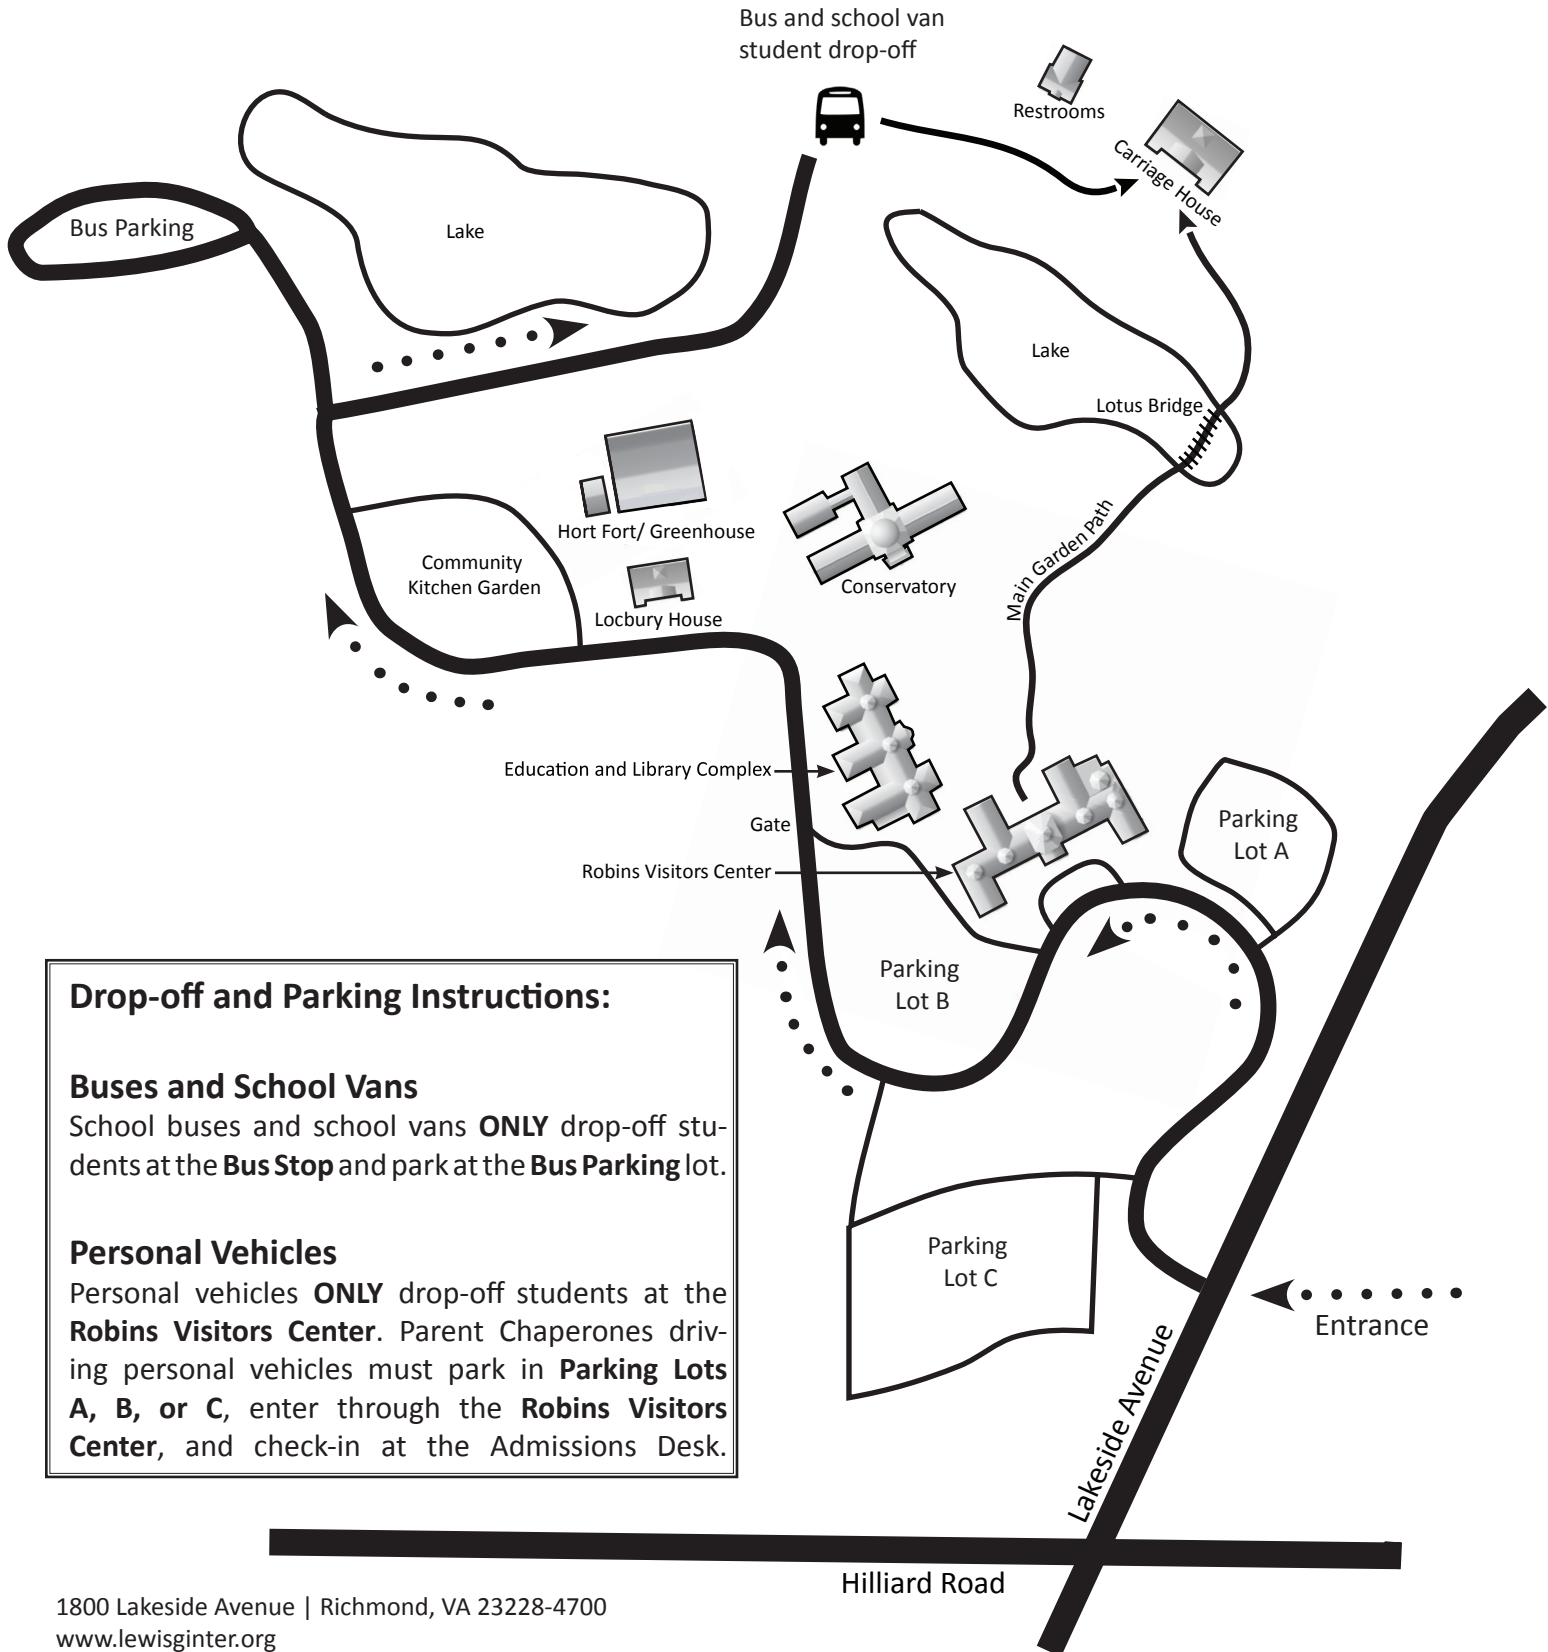 Bus and school van
student drop-off
Restrooms
Carriage House
Bus Parking
Lake
Lake
Lotus Bridge
Main Garden Path
Hort Fort/ Greenhouse
Conservatory
Community
Kitchen Garden
Locbury House
Education and Library Complex
Gate
Robins Visitors Center
Parking
Lot A
Parking
Lot B
Parking
Lot C
Entrance
Lakeside Avenue
Hilliard Road
Drop-off and Parking Instructions:
Buses and School Vans
School buses and school vans ONLY drop-off stu-
dents at the Bus Stop and park at the Bus Parking lot.
Personal Vehicles
Personal vehicles ONLY drop-off students at the
Robins Visitors Center. Parent Chaperones driv-
ing personal vehicles must park in Parking Lots
A, B, or C, enter through the Robins Visitors
Center, and check-in at the Admissions Desk.
1800 Lakeside Avenue | Richmond, VA 23228-4700
www.lewisginter.org